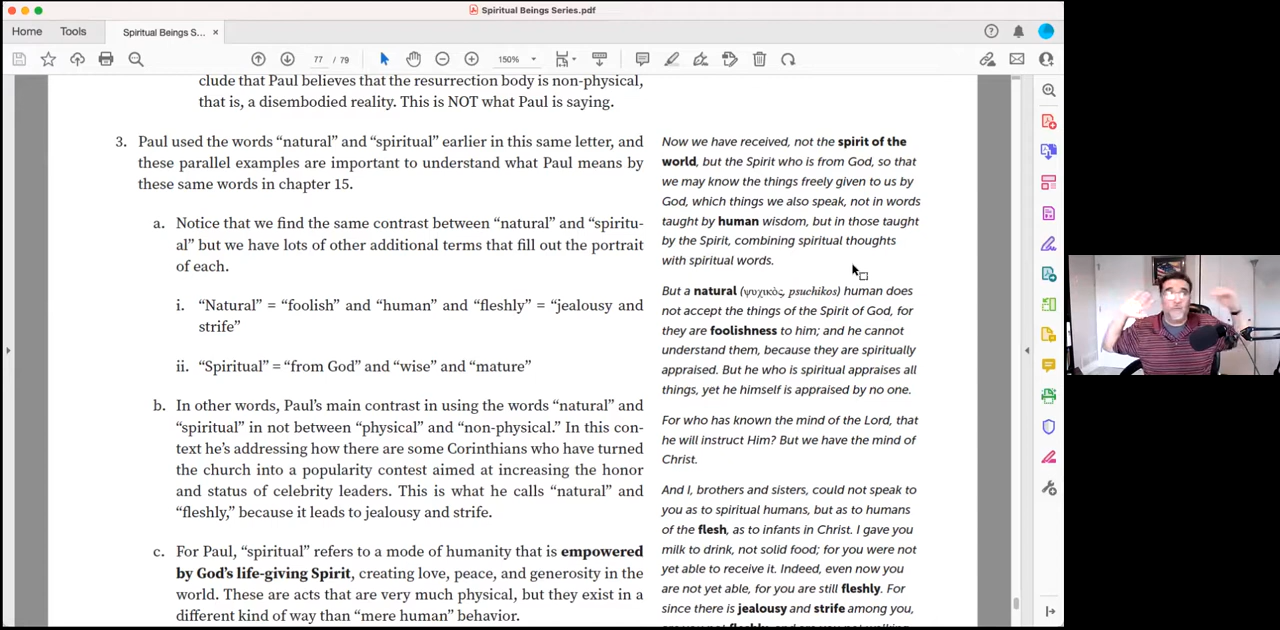 Spiritual Beings Series.pdf
Home
Tools
Spiritual Beings S... ×
77 / 79
150%
clude that Paul believes that the resurrection body is non-physical,
that is, a disembodied reality. This is NOT what Paul is saying.
3. Paul used the words “natural” and “spiritual” earlier in this same letter, and
these parallel examples are important to understand what Paul means by
these same words in chapter 15.
a. Notice that we find the same contrast between “natural” and “spiritu-
al” but we have lots of other additional terms that fill out the portrait
of each.
i. “Natural” = “foolish” and “human” and “fleshly” = “jealousy and
strife”
ii. “Spiritual” = “from God” and “wise” and “mature”
b. In other words, Paul’s main contrast in using the words “natural” and
“spiritual” in not between “physical” and “non-physical.” In this con-
text he’s addressing how there are some Corinthians who have turned
the church into a popularity contest aimed at increasing the honor
and status of celebrity leaders. This is what he calls “natural” and
“fleshly,” because it leads to jealousy and strife.
c. For Paul, “spiritual” refers to a mode of humanity that is empowered
by God’s life-giving Spirit, creating love, peace, and generosity in the
world. These are acts that are very much physical, but they exist in a
different kind of way than “mere human” behavior.
Now we have received, not the spirit of the
world, but the Spirit who is from God, so that
we may know the things freely given to us by
God, which things we also speak, not in words
taught by human wisdom, but in those taught
by the Spirit, combining spiritual thoughts
with spiritual words.
But a natural (ψυχικὸς, psuchikos) human does
not accept the things of the Spirit of God, for
they are foolishness to him; and he cannot
understand them, because they are spiritually
appraised. But he who is spiritual appraises all
things, yet he himself is appraised by no one.
For who has known the mind of the Lord, that
he will instruct Him? But we have the mind of
Christ.
And I, brothers and sisters, could not speak to
you as to spiritual humans, but as to humans
of the flesh, as to infants in Christ. I gave you
milk to drink, not solid food; for you were not
yet able to receive it. Indeed, even now you
are not yet able, for you are still fleshly. For
since there is jealousy and strife among you,